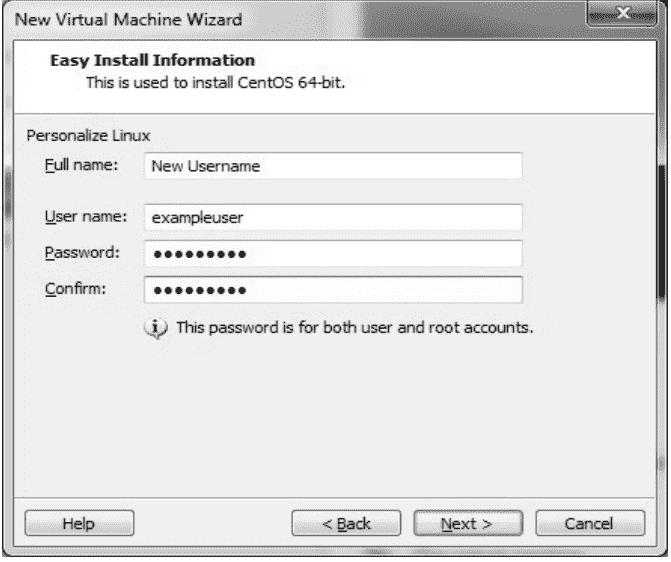 New Virtual Machine Wizard
Easy Install Information
This is used to install CentOS 64-bit.
Personalize Linux
Full name: New Username
User name: exampleuser
Password: •••••••••
Confirm: •••••••••
This password is for both user and root accounts.
Help < Back Next > Cancel